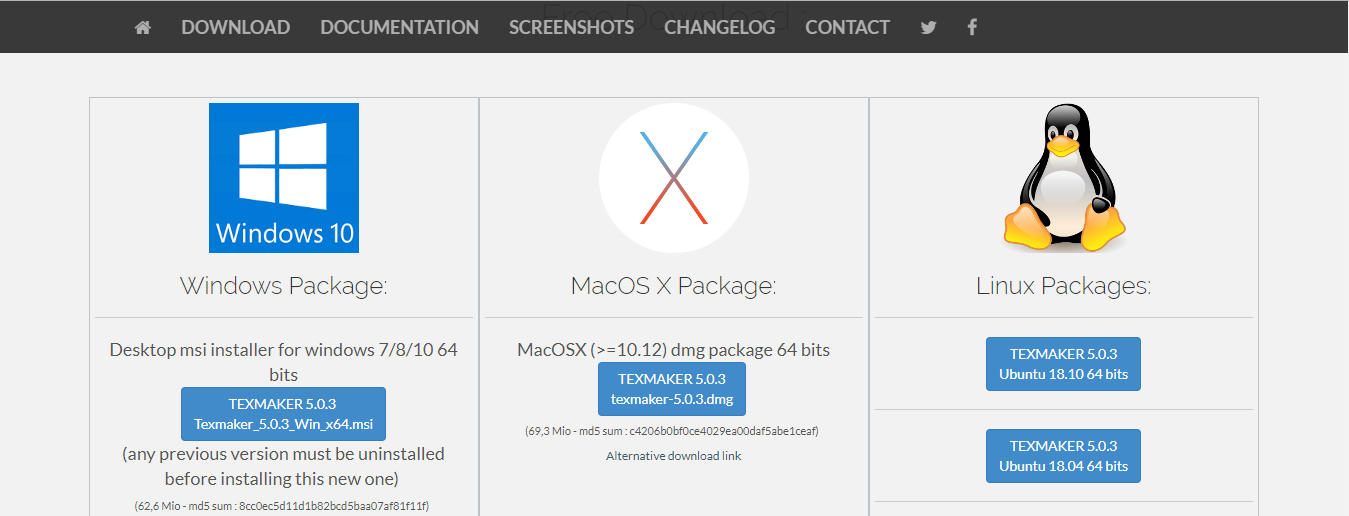 Free Download :
DOWNLOAD DOCUMENTATION SCREENSHOTS CHANGELOG CONTACT
Windows 10
Windows Package:
Desktop msi installer for windows 7/8/10 64
bits
TEXMAKER 5.0.3
Texmaker_5.0.3_Win_x64.msi
(any previous version must be uninstalled
before installing this new one)
(62,6 Mio - md5 sum : 8cc0ec5d11d1b82bcd5baa07af81f11f)
MacOS X Package:
MacOSX (>=10.12) dmg package 64 bits
TEXMAKER 5.0.3
texmaker-5.0.3.dmg
(69,3 Mio - md5 sum : c4206b0bf0ce4029ea00daf5abe1ceaf)
Alternative download link
Linux Packages:
TEXMAKER 5.0.3
Ubuntu 18.10 64 bits
TEXMAKER 5.0.3
Ubuntu 18.04 64 bits